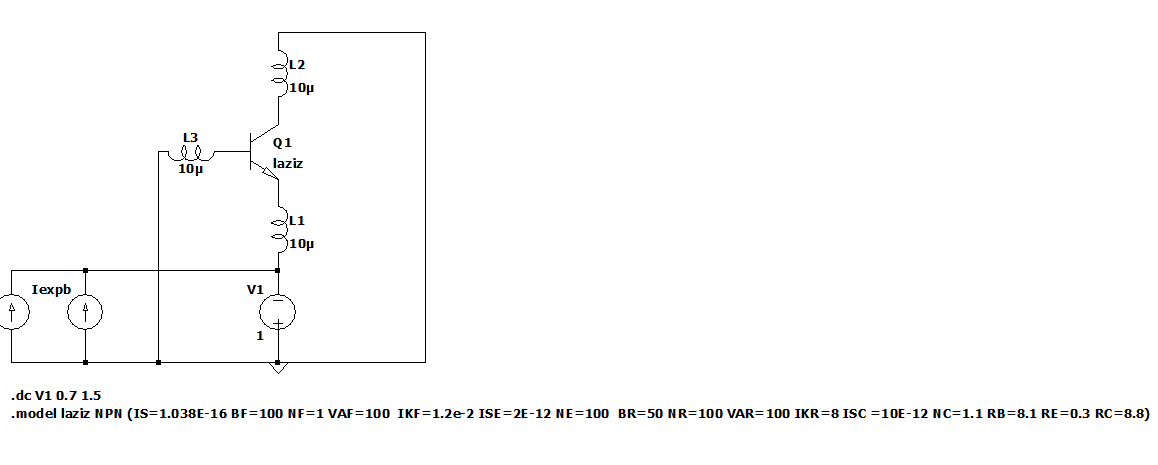 L2
10µ
L3
10µ
Q1
laziz
L1
10µ
Iexpb
V1
1
.dc V1 0.7 1.5
.model laziz NPN (IS=1.038E-16 BF=100 NF=1 VAF=100  IKF=1.2e-2 ISE=2E-12 NE=100  BR=50 NR=100 VAR=100 IKR=8 ISC =10E-12 NC=1.1 RB=8.1 RE=0.3 RC=8.8)